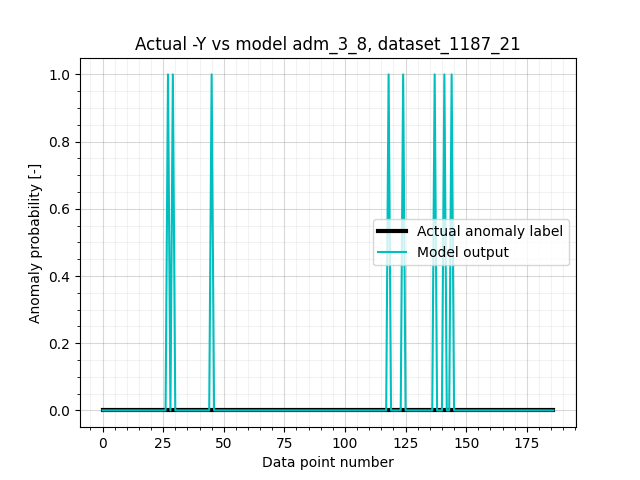 Actual -Y vs model adm_3_8, dataset_1187_21
Anomaly probability [-]
1.0
0.8
0.6
0.4
0.2
0.0
Actual anomaly label
Model output
0 25 50 75 100 125 150 175
Data point number